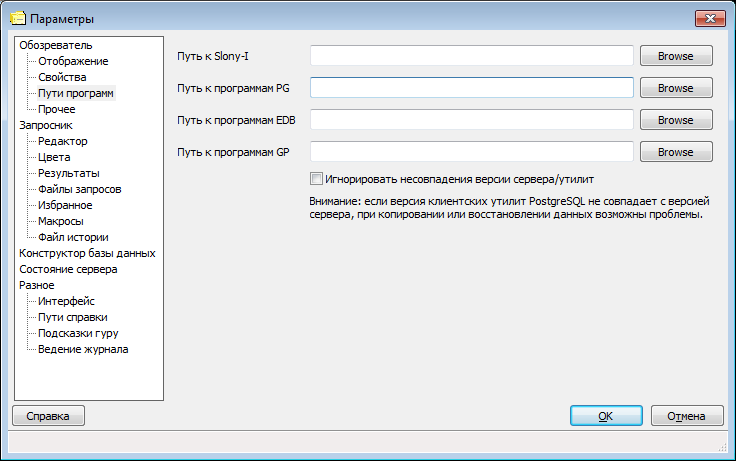 Параметры
Обозреватель
Отображение
Свойства
Пути программ
Прочее
Запросник
Редактор
Цвета
Результаты
Файлы запросов
Избранное
Макросы
Файл истории
Конструктор базы данных
Состояние сервера
Разное
Интерфейс
Пути справки
Подсказки гуру
Ведение журнала
Путь к Slony-I
Browse
Путь к программам PG
Browse
Путь к программам EDB
Browse
Путь к программам GP
Browse
Игнорировать несовпадения версии сервера/утилит
Внимание: если версия клиентских утилит PostgreSQL не совпадает с версией
сервера, при копировании или восстановлении данных возможны проблемы.
Справка
OK
Отмена